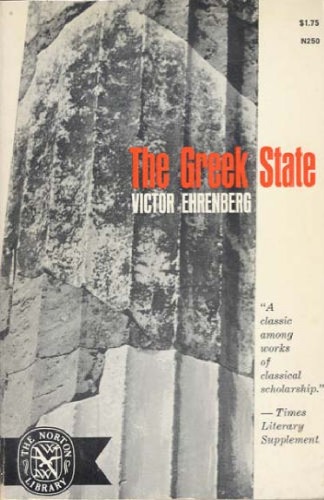 $1.75
N250
The Greek State
VICTOR EHRENBERG
"A
classic
among
works
of
classical
scholarship."
— Times
Literary
Supplement
THE NORTON
LIBRARY